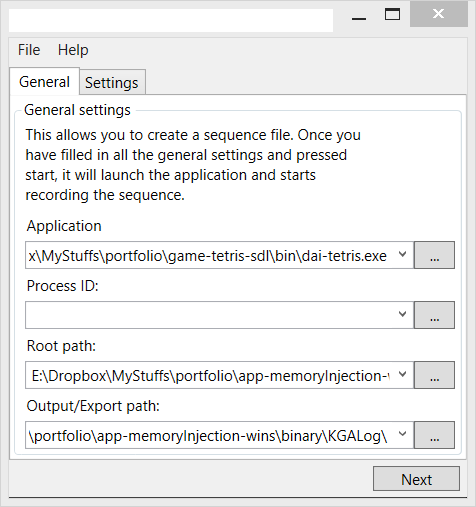 File Help
General Settings
General settings
This allows you to create a sequence file. Once you
have filled in all the general settings and pressed
start, it will launch the application and starts
recording the sequence.
Application
x\MyStuffs\portfolio\game-tetris-sdl\bin\dai-tetris.exe ...
Process ID:
...
Root path:
E:\Dropbox\MyStuffs\portfolio\app-memoryInjection- ...
Output/Export path:
\portfolio\app-memoryInjection-wins\binary\KGALog\ ...
Next